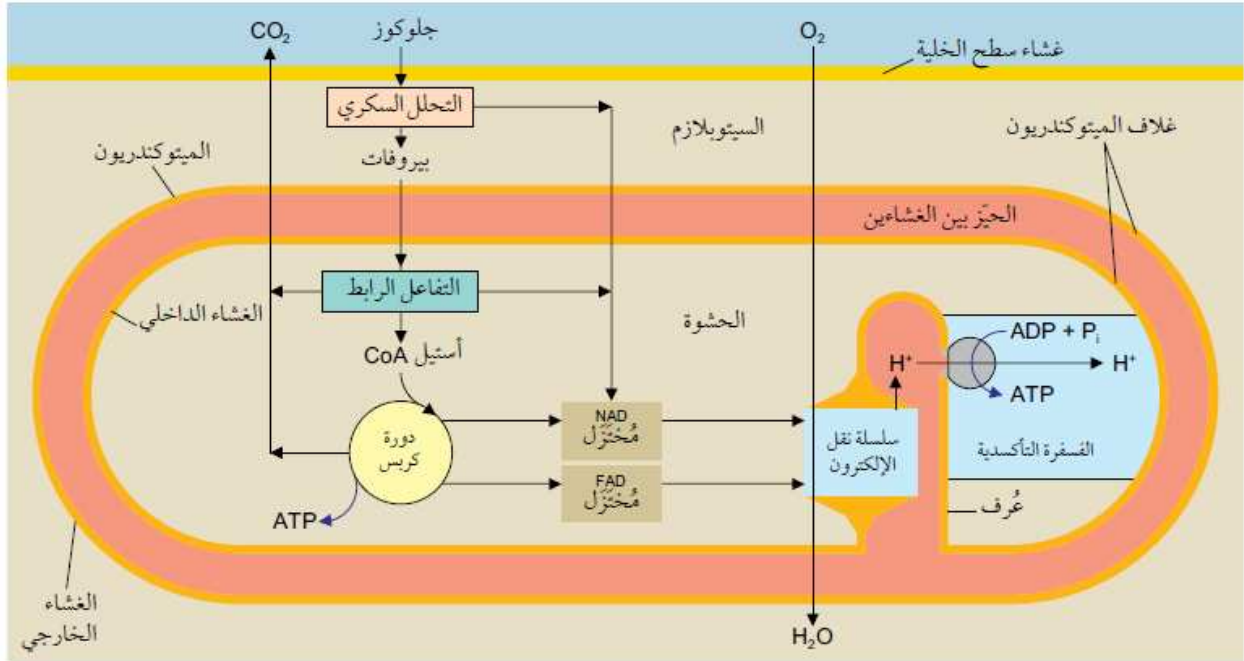 CO₂
جلوكوز
O₂
غشاء سطح الخلية
التحلل السكري
السيتوبلازم
غلاف الميتوكندريون
الميتوكندريون
بيروفات
الحيّز بين الغشاءين
التفاعل الرابط
الغشاء الداخلي
الحشوة
أستيل CoA
ADP + Pᵢ
H⁺
H⁺
ATP
NAD
مُختَزَل
دورة
كربس
سلسلة نقل
الإلكترون
الفسفرة التأكسدية
FAD
مُختَزَل
عُرف
ATP
الغشاء
الخارجي
H₂O